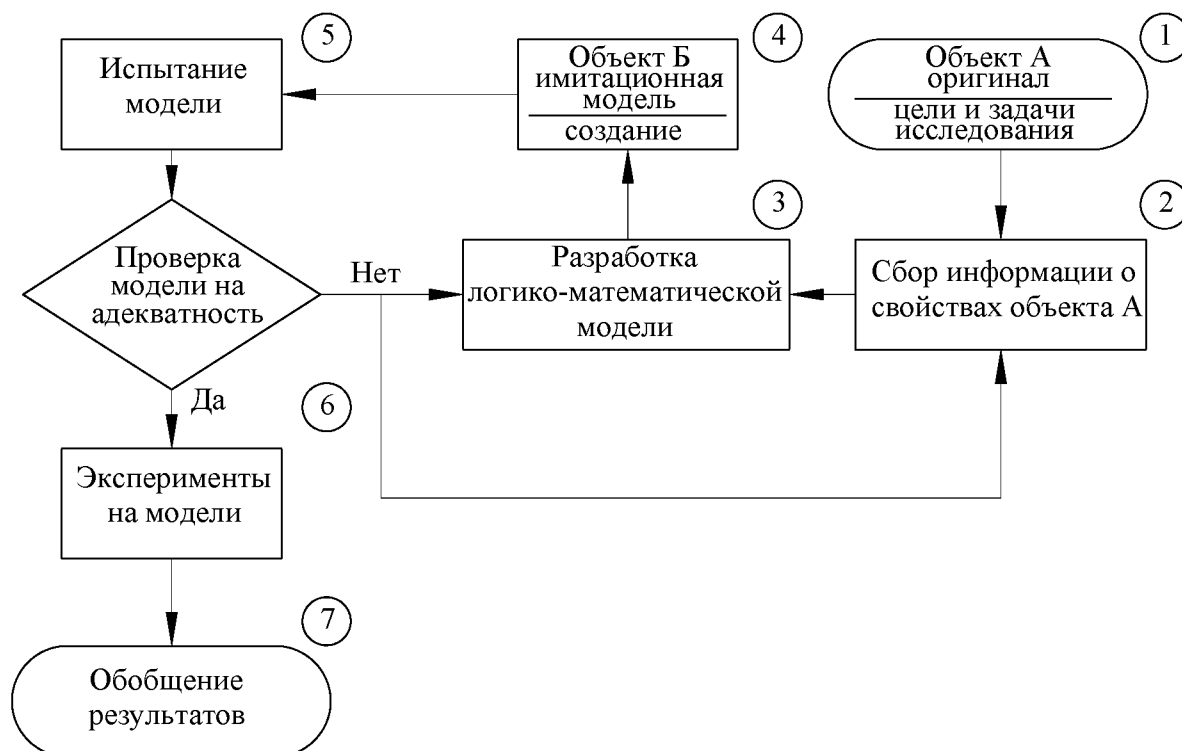 5
Испытание
модели
4
Объект Б
имитационная
модель
создание
1
Объект А
оригинал
цели и задачи
исследования
Проверка
модели на
адекватность
Нет
3
Разработка
логико-математической
модели
2
Сбор информации о
свойствах объекта А
Да
6
Эксперименты
на модели
7
Обобщение
результатов